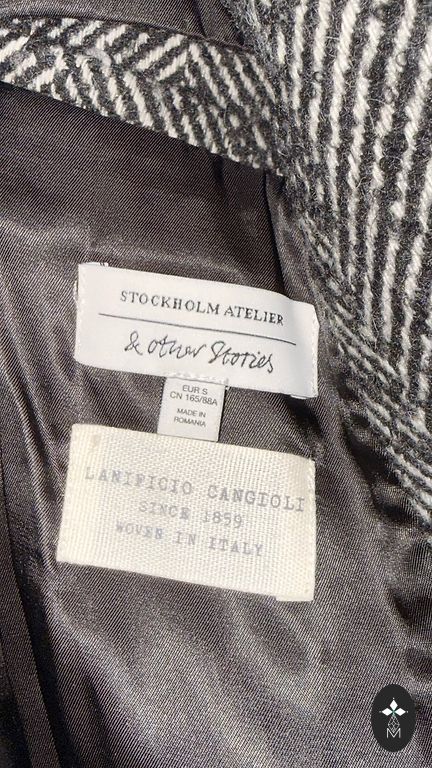 STOCKHOLM ATELIER
& other Stories
EUR S
CN 165/88A
MADE IN
ROMANIA
LANIFICIO CANGIOLI
SINCE 1859
WOVEN IN ITALY